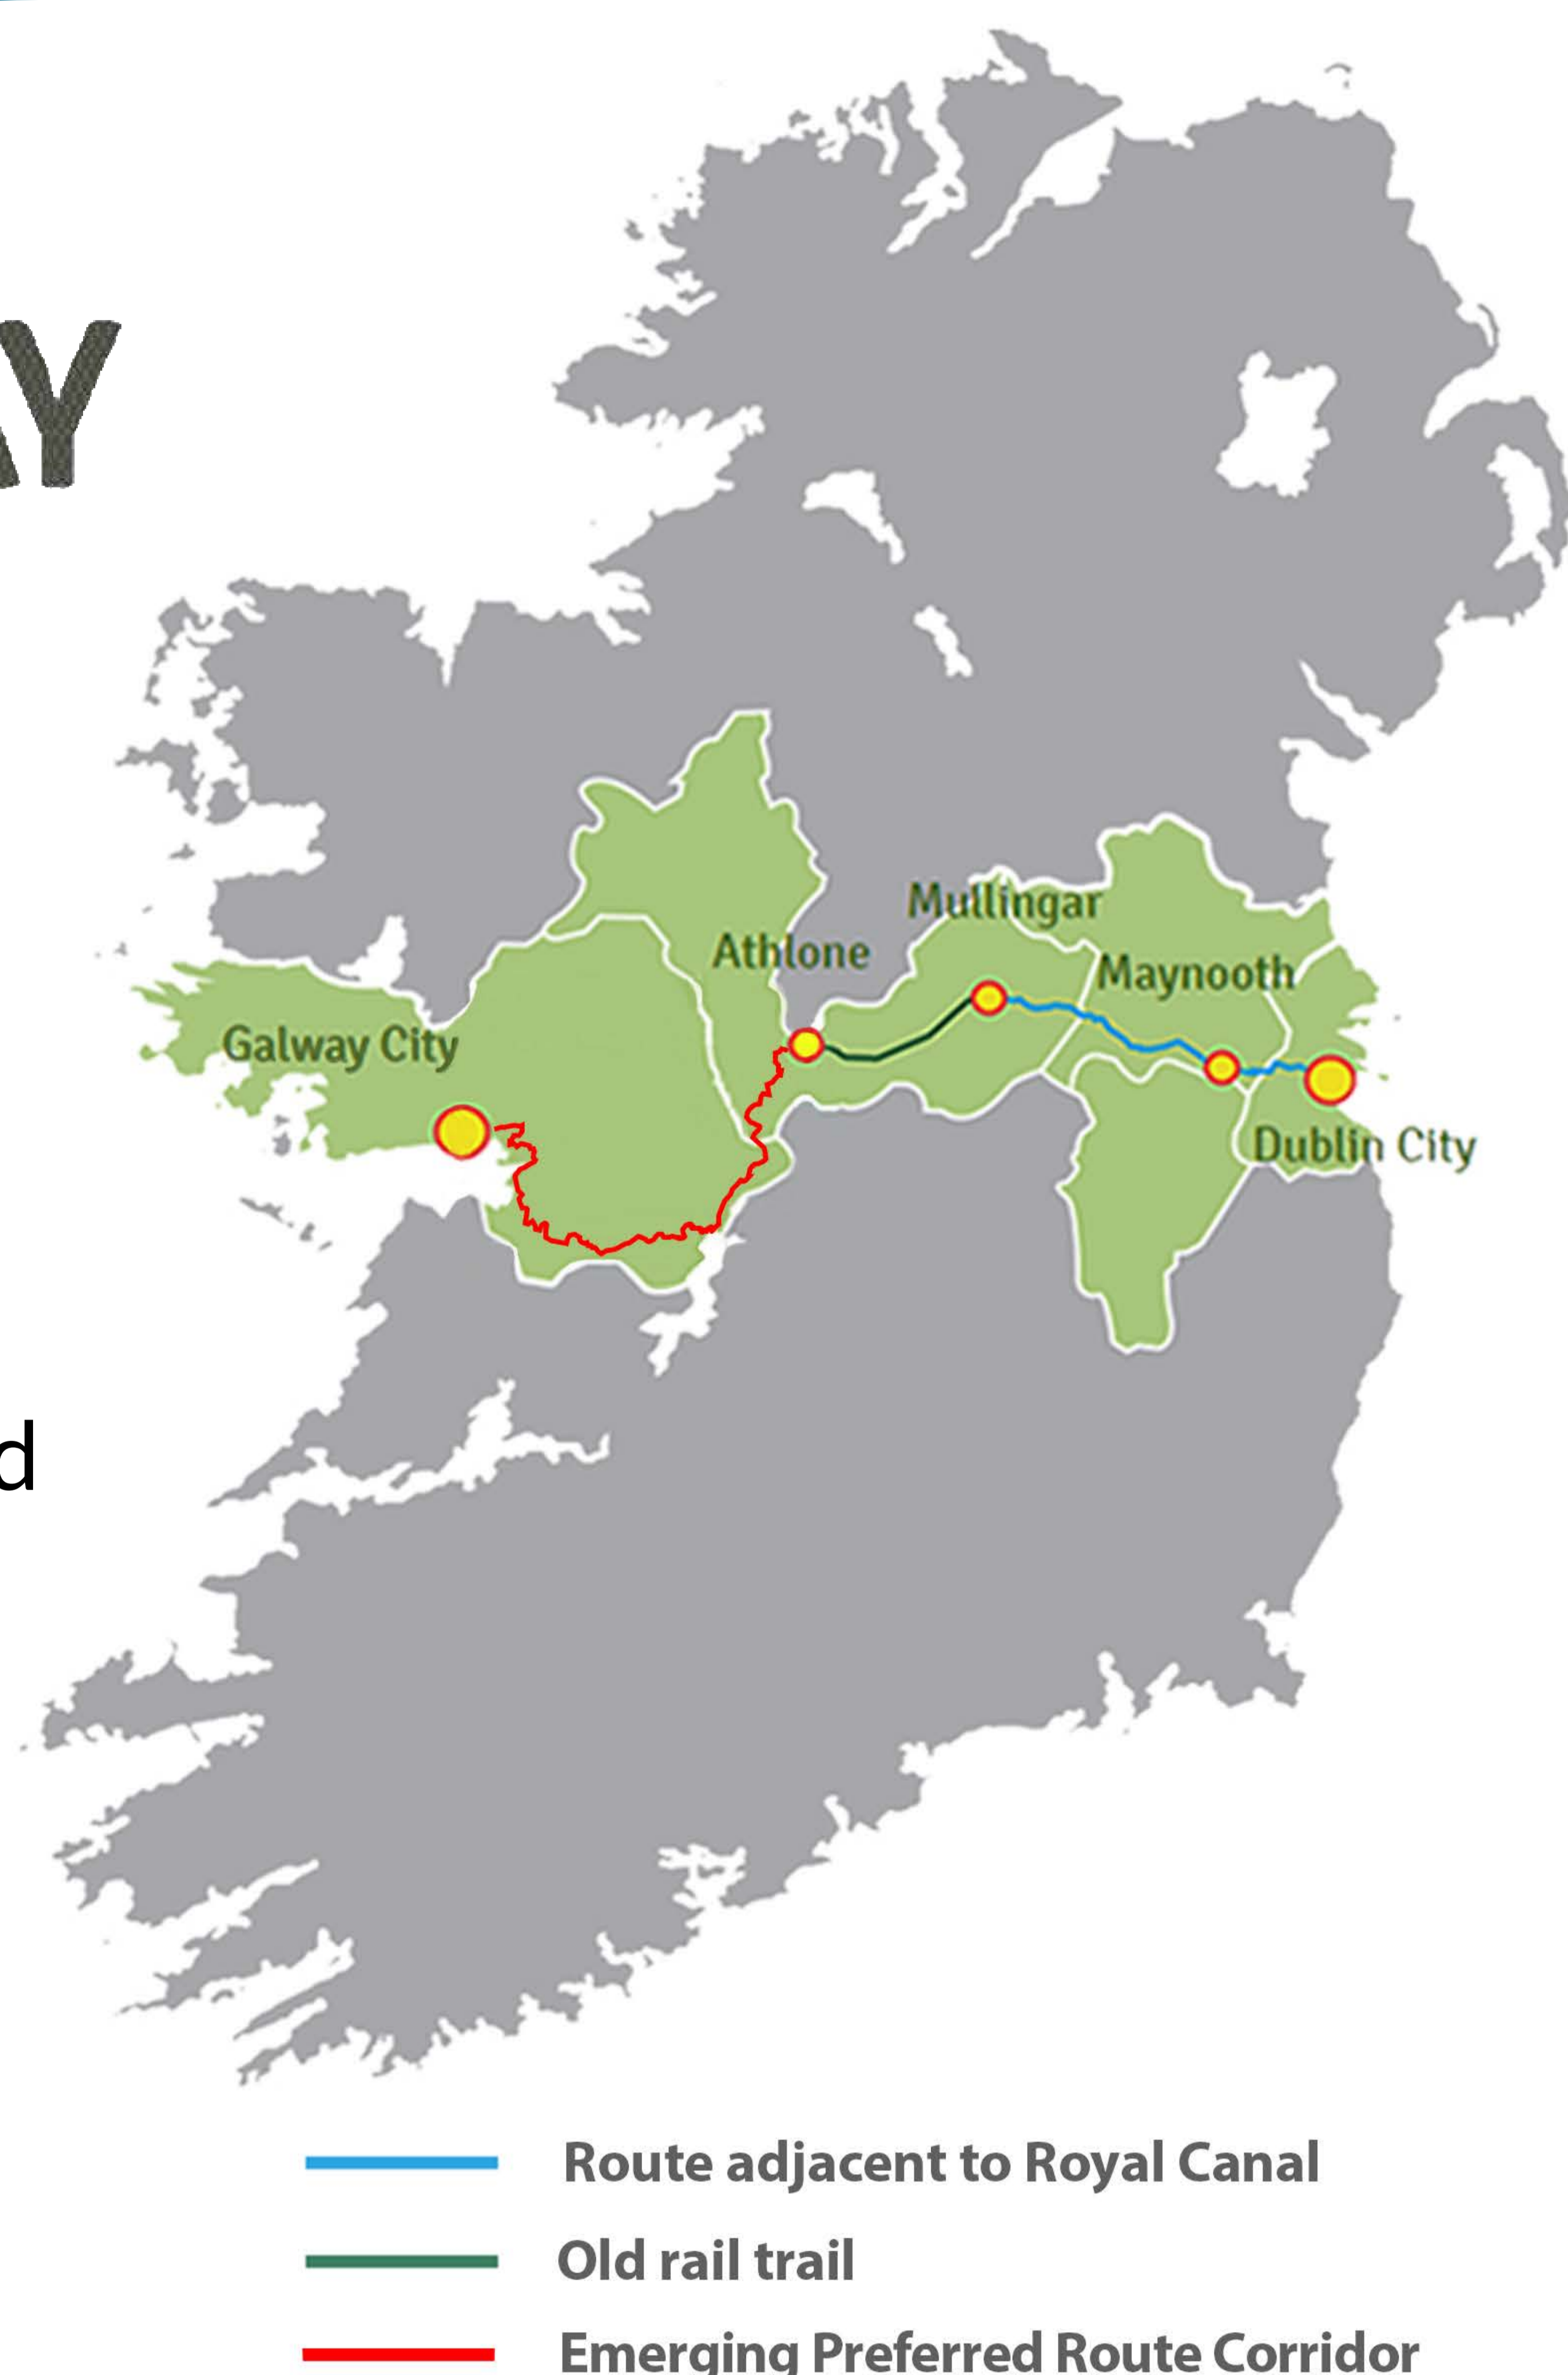 AY
d
Mullingar
Athlone
Maynooth
Galway City
Dublin City
Route adjacent to Royal Canal
Old rail trail
Emerging Preferred Route Corridor